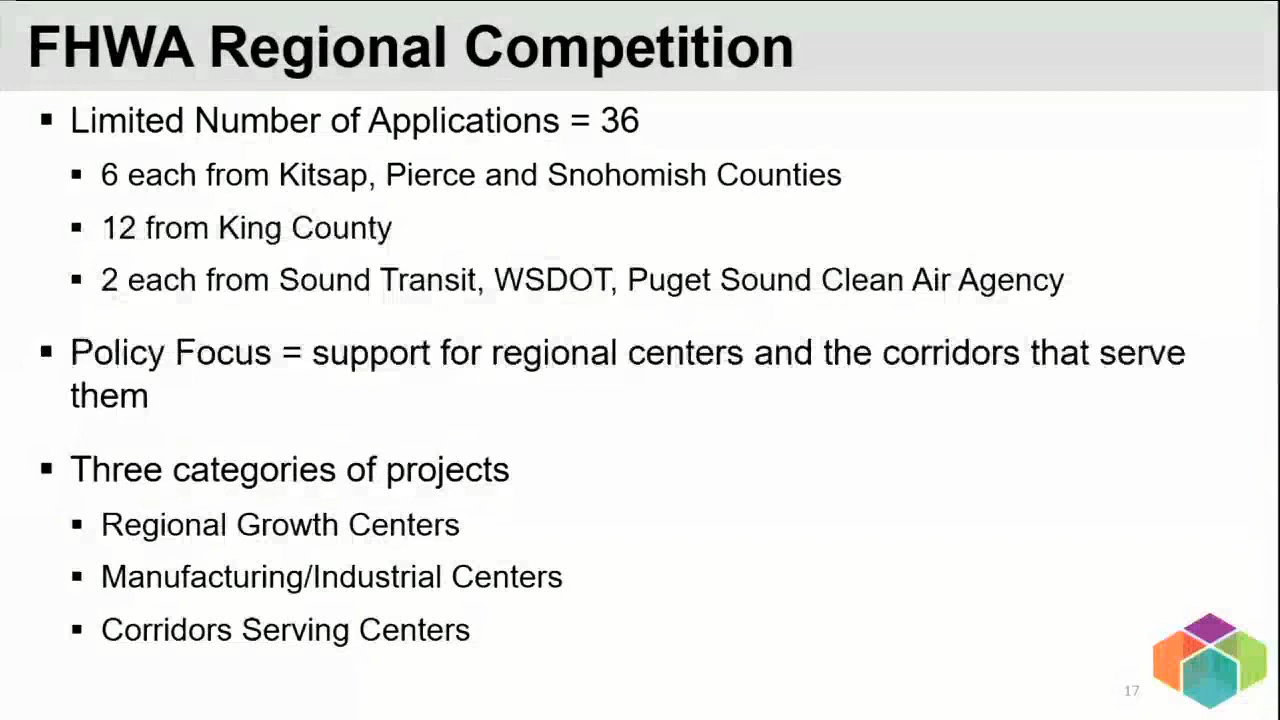 FHWA Regional Competition
▪ Limited Number of Applications = 36
▪ 6 each from Kitsap, Pierce and Snohomish Counties
▪ 12 from King County
▪ 2 each from Sound Transit, WSDOT, Puget Sound Clean Air Agency
▪ Policy Focus = support for regional centers and the corridors that serve
them
▪ Three categories of projects
▪ Regional Growth Centers
▪ Manufacturing/Industrial Centers
▪ Corridors Serving Centers
17